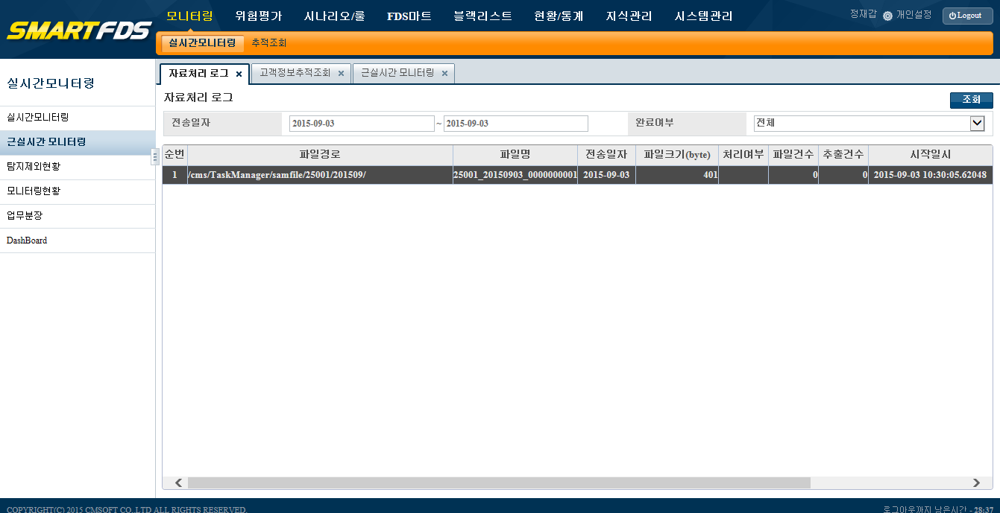 SMARTFDS
모니터링 위험평가 시나리오/룰 FDS마트 블랙리스트 현황/통계 지식관리 시스템관리
정재갑 개인설정 Logout
실시간모니터링 추적조회
실시간모니터링
실시간모니터링
근실시간 모니터링
탐지제외현황
모니터링현황
업무분장
DashBoard
자료처리 로그 × 고객정보추적조회 × 근실시간 모니터링 ×
자료처리 로그
조회
전송일자 2015-09-03 ~ 2015-09-03 완료여부 전체
순번 파일경로 파일명 전송일자 파일크기(byte) 처리여부 파일건수 추출건수 시작일시
1 /cms/TaskManager/samfile/25001/201509/ 25001_20150903_0000000001 2015-09-03 401 0 0 2015-09-03 10:30:05.62048
COPYRIGHT(C) 2015 CMSOFT CO.,LTD ALL RIGHTS RESERVED.
로그아웃까지 남은시간 - 28:37